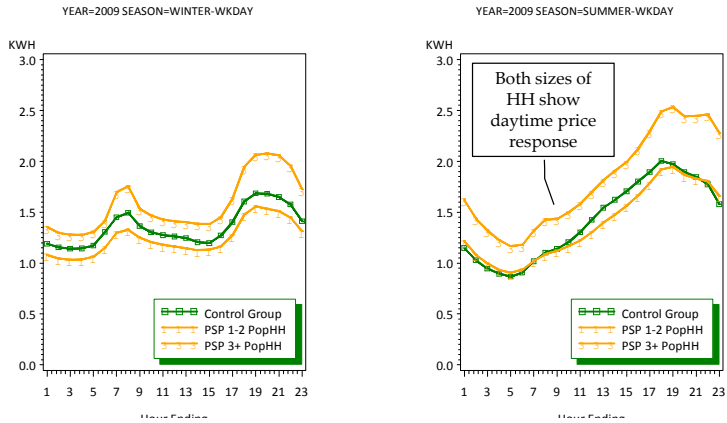 YEAR=2009 SEASON=WINTER-WKDAY
KWH
3.0
2.5
2.0
1.5
1.0
0.5
0.0
1 3 5 7 9 11 13 15 17 19 21 23
Control Group
PSP 1-2 PopHH
PSP 3+ PopHH
Hour Ending
YEAR=2009 SEASON=SUMMER-WKDAY
KWH
3.0
2.5
2.0
1.5
1.0
0.5
0.0
Both sizes of
HH show
daytime price
response
1 3 5 7 9 11 13 15 17 19 21 23
Control Group
PSP 1-2 PopHH
PSP 3+ PopHH
Hour Ending